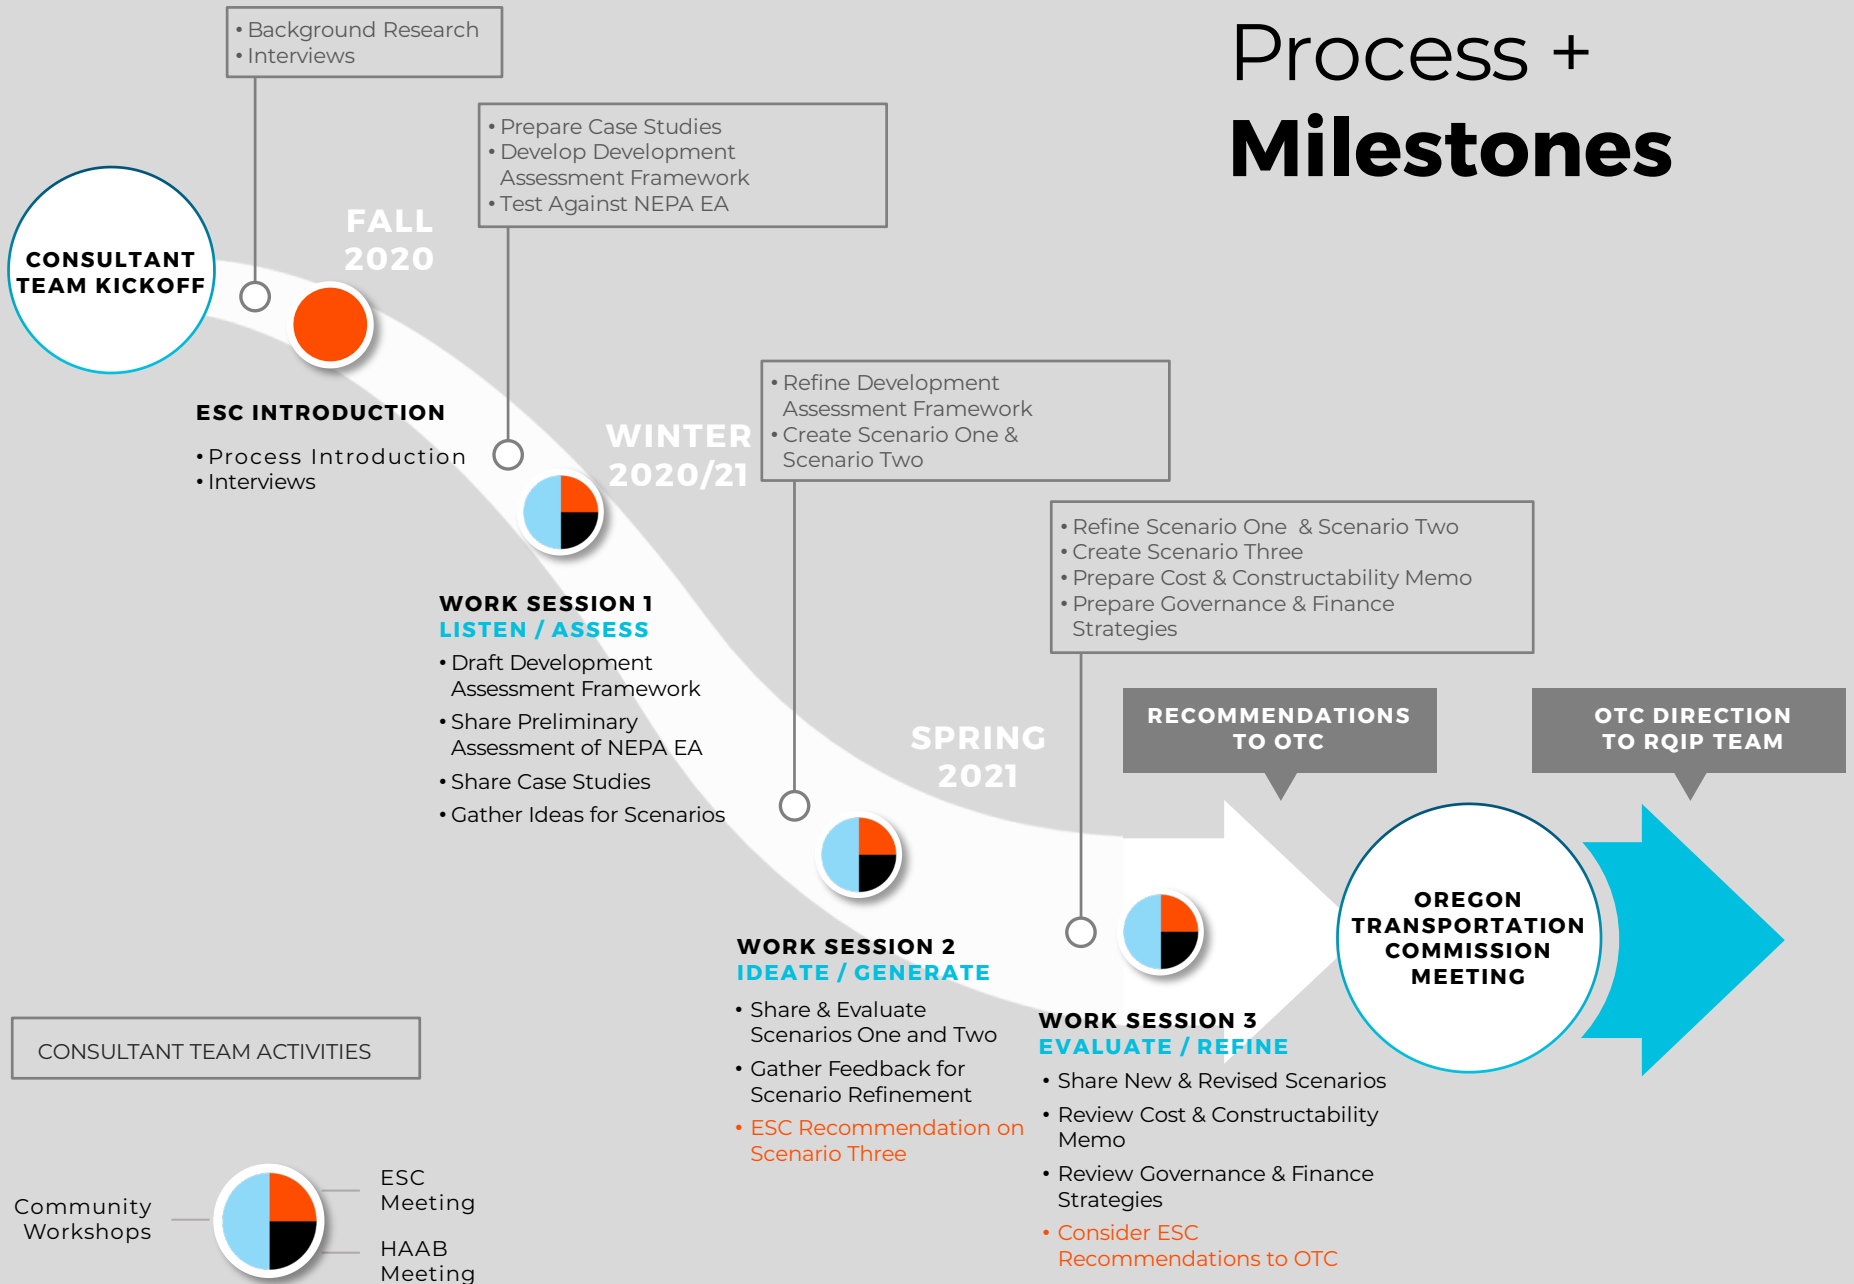 Process +
Milestones
• Background Research
• Interviews
• Prepare Case Studies
• Develop Development
Assessment Framework
• Test Against NEPA EA
CONSULTANT
TEAM KICKOFF
FALL
2020
ESC INTRODUCTION
• Process Introduction
• Interviews
WINTER
2020/21
• Refine Development
Assessment Framework
• Create Scenario One &
Scenario Two
WORK SESSION 1
LISTEN / ASSESS
• Draft Development
Assessment Framework
• Share Preliminary
Assessment of NEPA EA
• Share Case Studies
• Gather Ideas for Scenarios
• Refine Scenario One & Scenario Two
• Create Scenario Three
• Prepare Cost & Constructability Memo
• Prepare Governance & Finance
Strategies
SPRING
2021
RECOMMENDATIONS
TO OTC
OTC DIRECTION
TO RQIP TEAM
WORK SESSION 2
IDEATE / GENERATE
• Share & Evaluate
Scenarios One and Two
• Gather Feedback for
Scenario Refinement
• ESC Recommendation on
Scenario Three
WORK SESSION 3
EVALUATE / REFINE
• Share New & Revised Scenarios
• Review Cost & Constructability
Memo
• Review Governance & Finance
Strategies
• Consider ESC
Recommendations to OTC
OREGON
TRANSPORTATION
COMMISSION
MEETING
CONSULTANT TEAM ACTIVITIES
Community
Workshops
ESC
Meeting
HAAB
Meeting